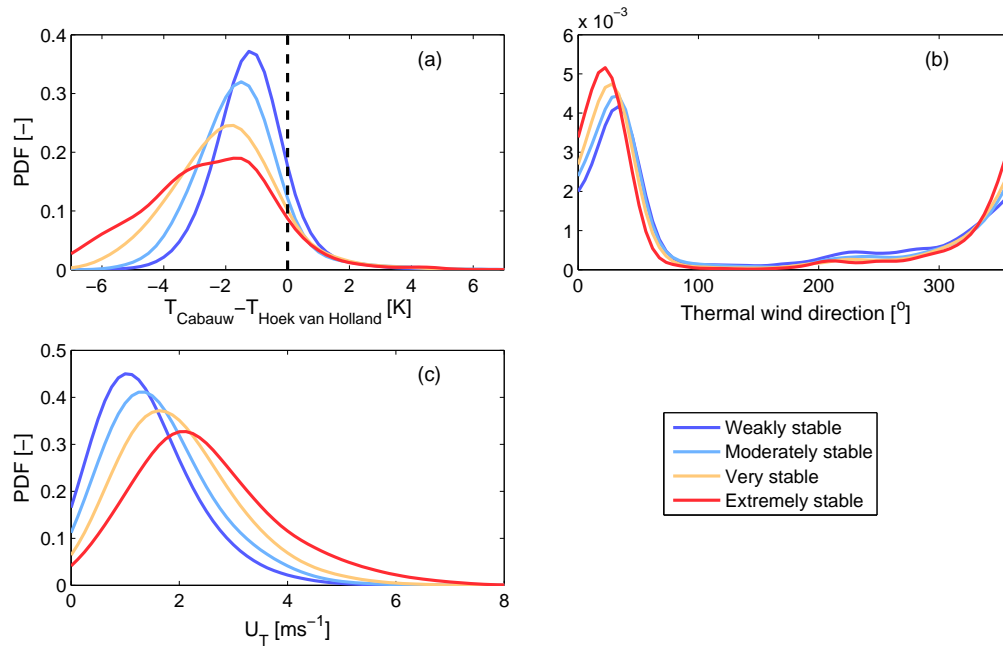 (a)
0.4
0.3
0.2
0.1
0
PDF [−]
−6 −4 −2 0 2 4 6
T_Cabauw−T_Hoek van Holland [K]
x 10^−3
(b)
6
5
4
3
2
1
0
0 100 200 300
Thermal wind direction [^o]
(c)
0.5
0.4
0.3
0.2
0.1
0
PDF [−]
0 2 4 6 8
U_T [ms^−1]
Weakly stable
Moderately stable
Very stable
Extremely stable